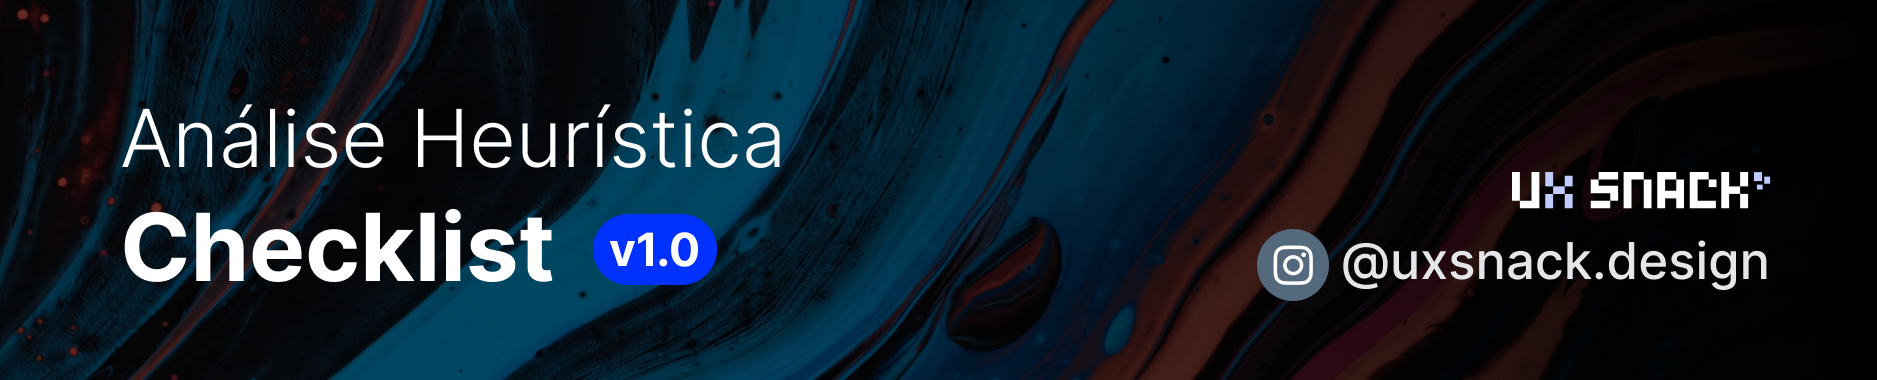 Análise Heurística
Checklist v1.0
UX SNACK
@uxsnack.design